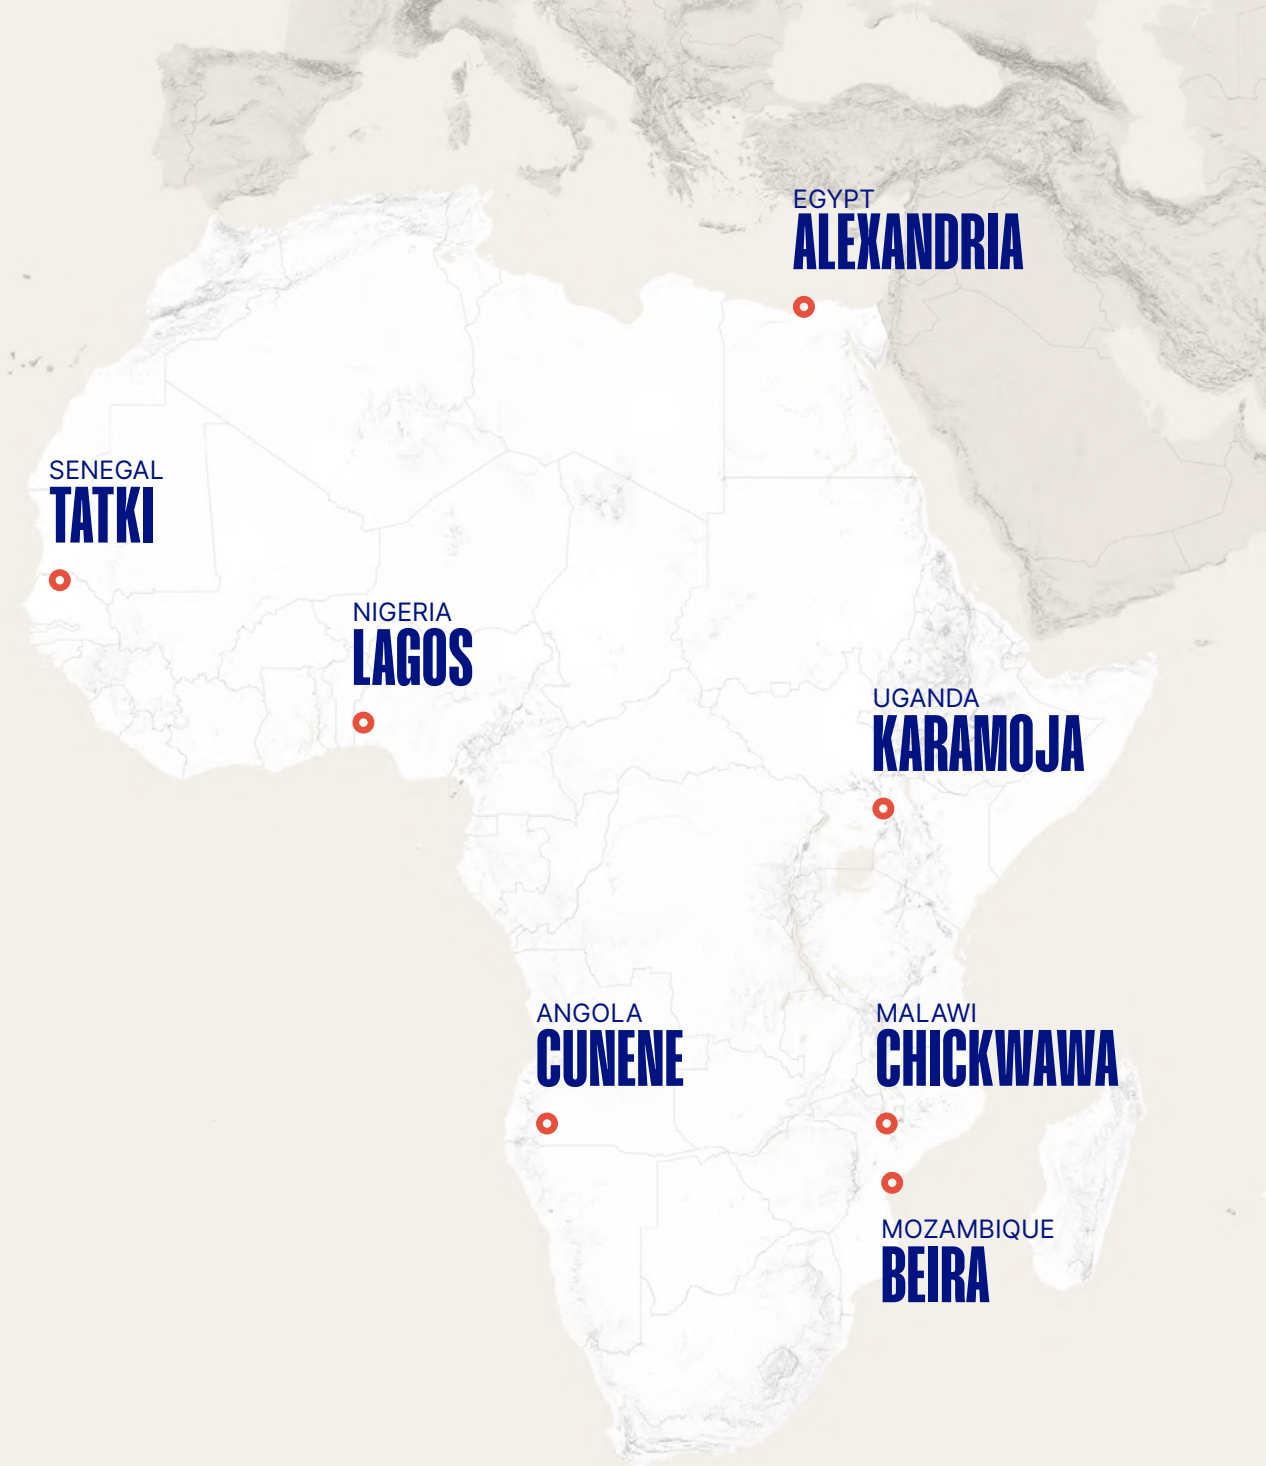 EGYPT
ALEXANDRIA
SENEGAL
TATKI
NIGERIA
LAGOS
UGANDA
KARAMOJA
ANGOLA
CUNENE
MALAWI
CHICKWAWA
MOZAMBIQUE
BEIRA